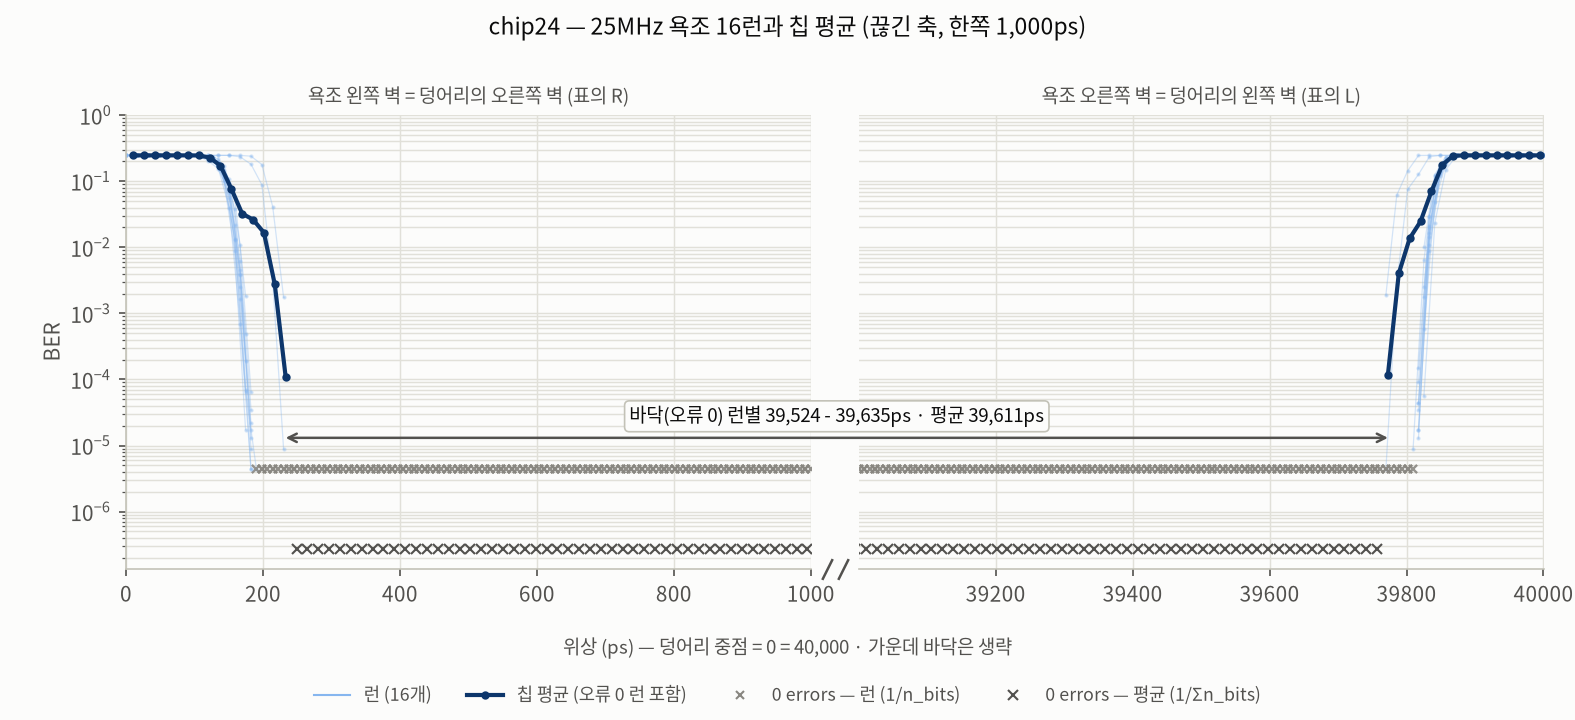 chip24 — 25MHz 욕조 16런과 칩 평균 (끊긴 축, 한쪽 1,000ps)
욕조 왼쪽 벽 = 덩어리의 오른쪽 벽 (표의 R)
욕조 오른쪽 벽 = 덩어리의 왼쪽 벽 (표의 L)
BER
10⁰
10⁻¹
10⁻²
10⁻³
10⁻⁴
10⁻⁵
10⁻⁶
바닥(오류 0) 런별 39,524 - 39,635ps · 평균 39,611ps
0 200 400 600 800 1000 39200 39400 39600 39800 40000
위상 (ps) — 덩어리 중점 = 0 = 40,000 · 가운데 바닥은 생략
런 (16개) 칩 평균 (오류 0 런 포함) 0 errors — 런 (1/n_bits) 0 errors — 평균 (1/Σn_bits)